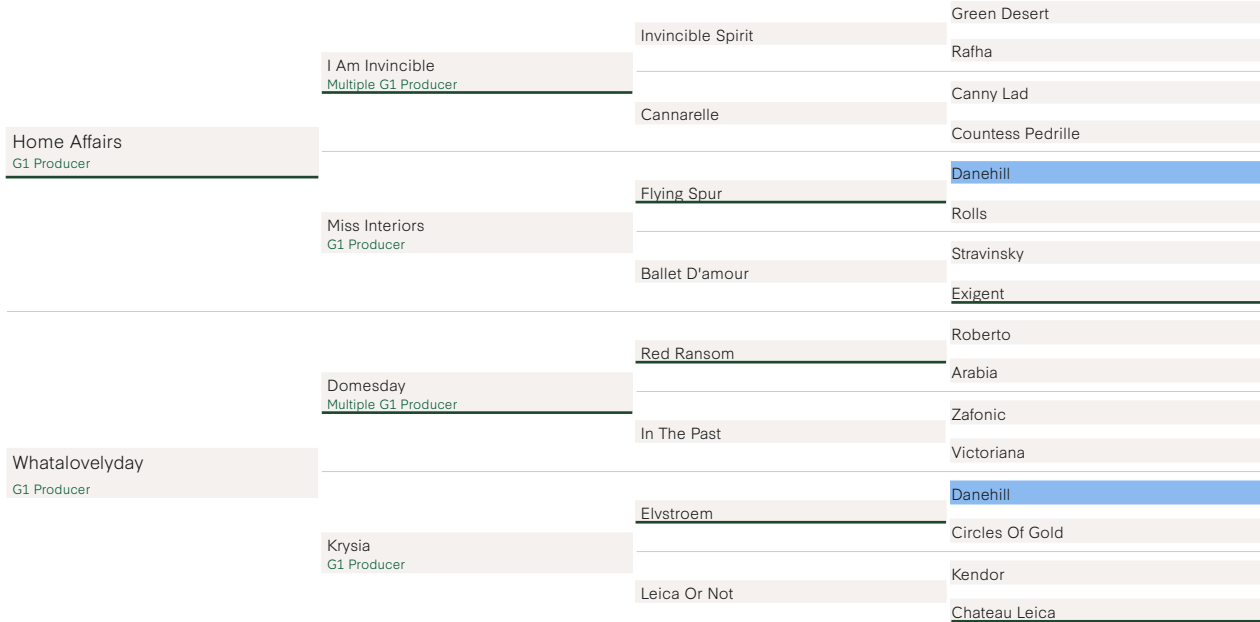 Green Desert
Invincible Spirit
Rafha
I Am Invincible
Multiple G1 Producer
Canny Lad
Cannarelle
Countess Pedrille
Home Affairs
G1 Producer
Danehill
Flying Spur
Rolls
Miss Interiors
G1 Producer
Stravinsky
Ballet D'amour
Exigent
Roberto
Red Ransom
Arabia
Domesday
Multiple G1 Producer
Zafonic
In The Past
Victoriana
Whatalovelyday
G1 Producer
Danehill
Elvstroem
Circles Of Gold
Krysia
G1 Producer
Kendor
Leica Or Not
Chateau Leica